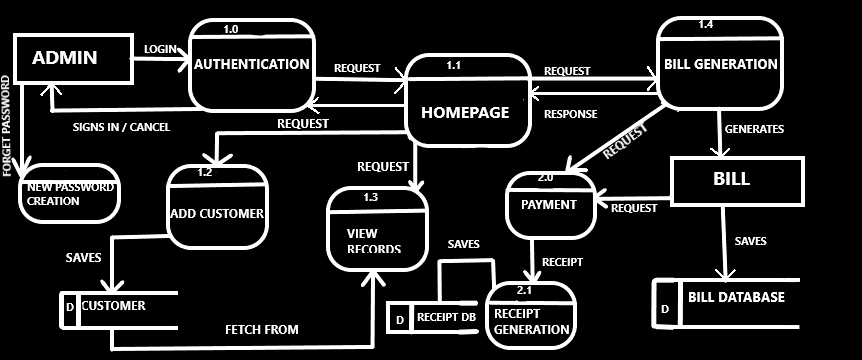 1.0
1.4
ADMIN
LOGIN
AUTHENTICATION
REQUEST
1.1
HOMEPAGE
REQUEST
RESPONSE
BILL GENERATION
FORGET PASSWORD
SIGNS IN / CANCEL
REQUEST
REQUEST
REQUEST
GENERATES
NEW PASSWORD
CREATION
1.2
ADD CUSTOMER
1.3
VIEW
RECORDS
2.0
PAYMENT
REQUEST
BILL
SAVES
SAVES
RECEIPT
SAVES
D
CUSTOMER
FETCH FROM
D
RECEIPT DB
2.1
RECEIPT
GENERATION
D
BILL DATABASE